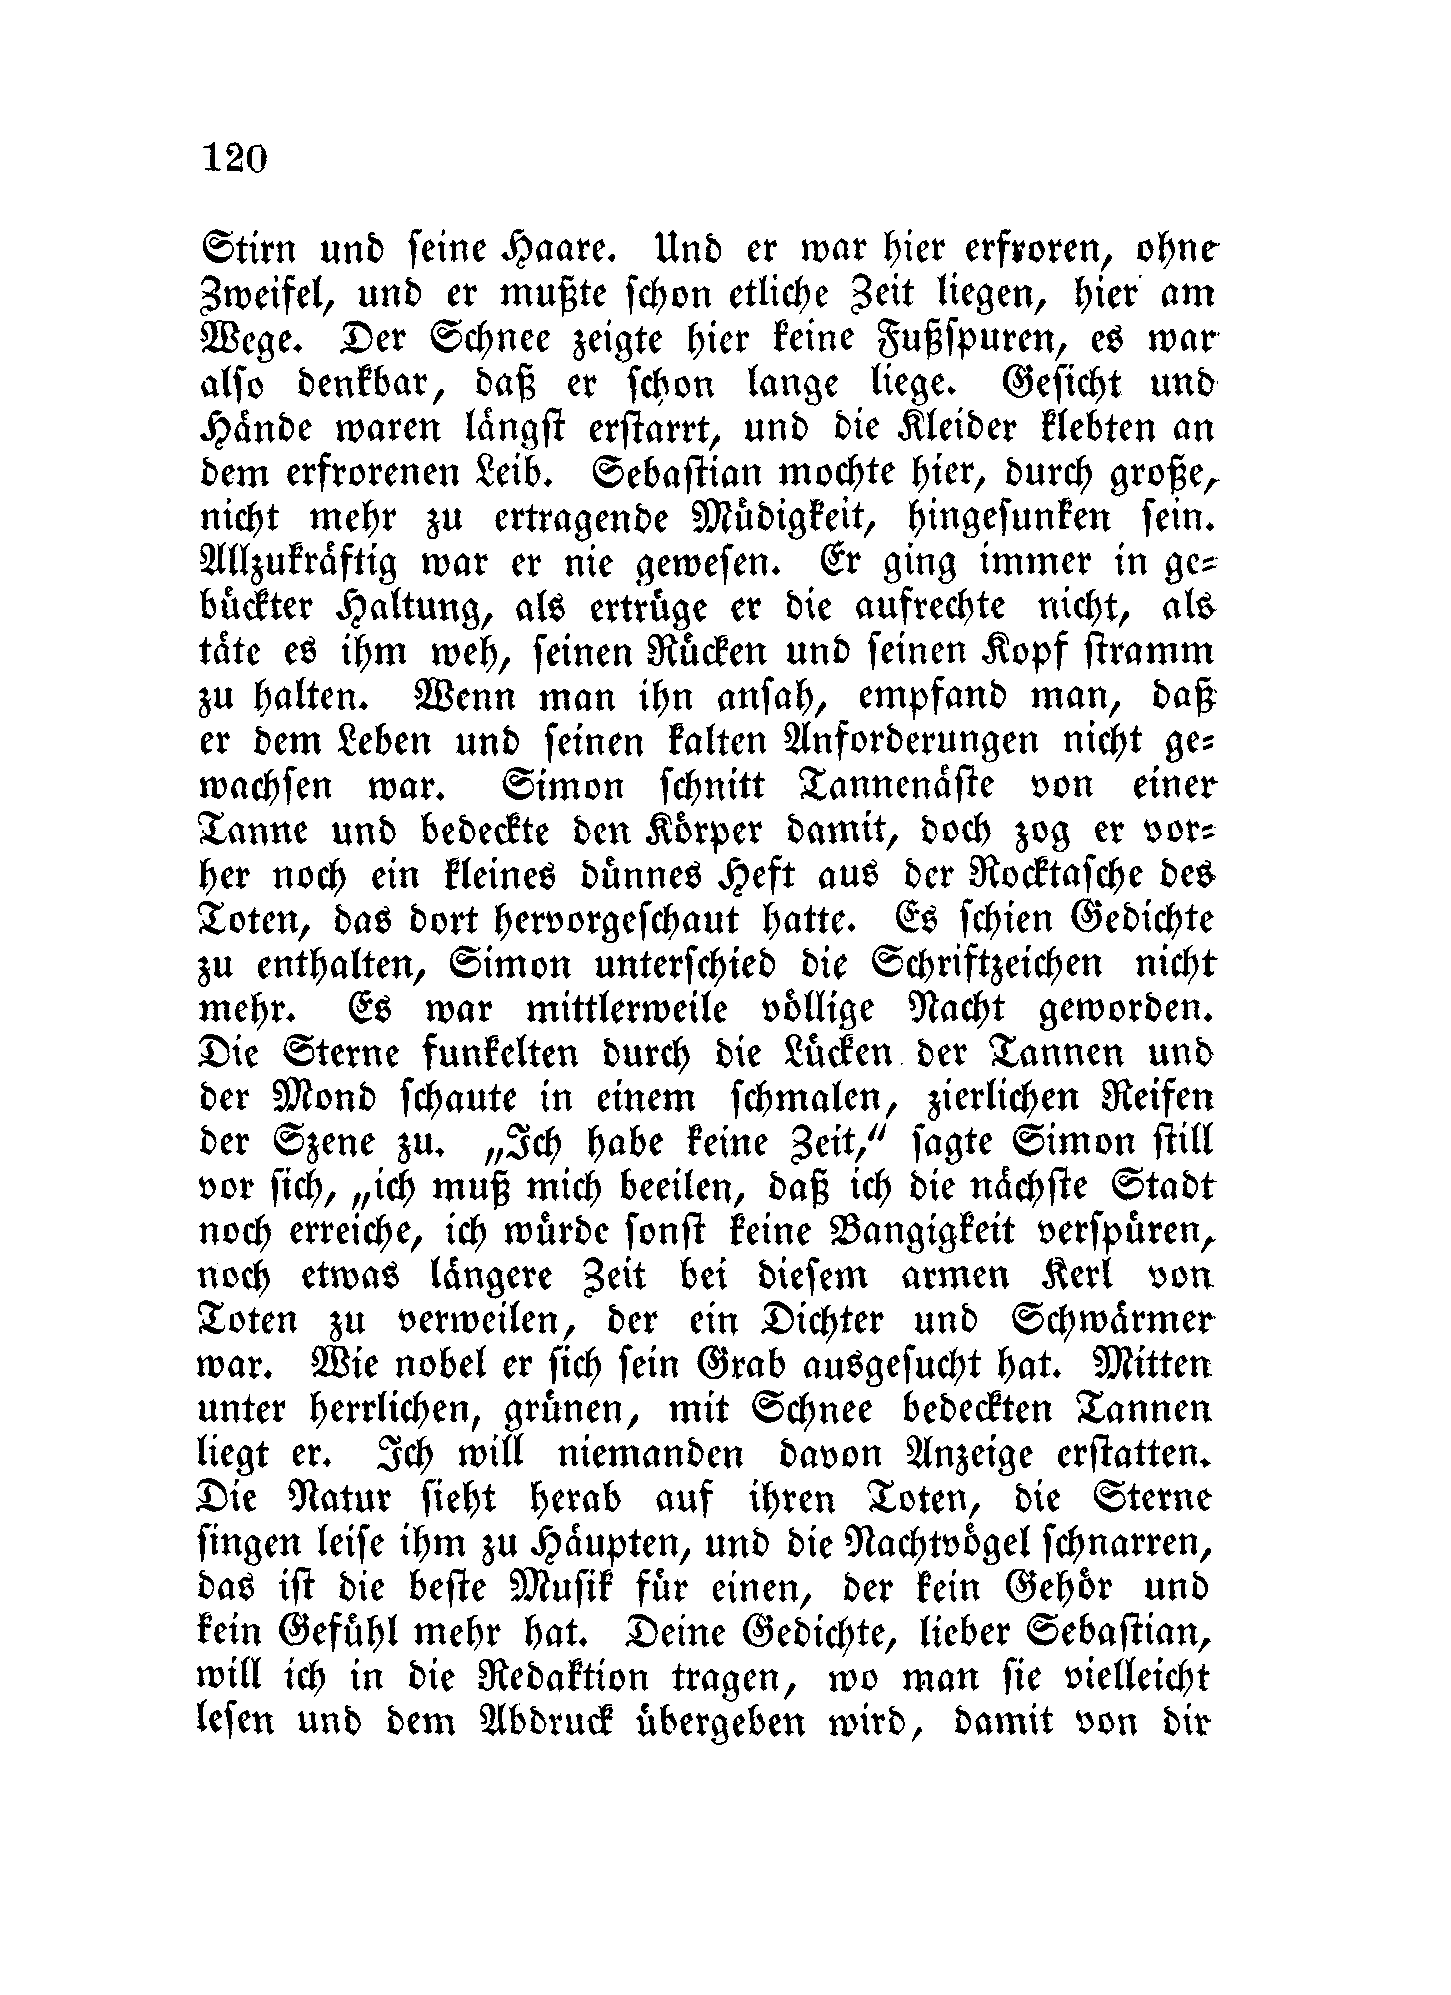 120
Stirn und seine Haare. Und er war hier erfroren, ohne
Zweifel, und er mußte schon etliche Zeit liegen, hier am
Wege. Der Schnee zeigte hier keine Fußspuren, es war
also denkbar, daß er schon lange liege. Gesicht und
Hände waren längst erstarrt, und die Kleider klebten an
dem erfrorenen Leib. Sebastian mochte hier, durch große,
nicht mehr zu ertragende Müdigkeit, hingesunken sein.
Allzukräftig war er nie gewesen. Er ging immer in ge-
bückter Haltung, als ertrüge er die aufrechte nicht, als
täte es ihm weh, seinen Rücken und seinen Kopf stramm
zu halten. Wenn man ihn ansah, empfand man, daß
er dem Leben und seinen kalten Anforderungen nicht ge-
wachsen war. Simon schnitt Tannenäste von einer
Tanne und bedeckte den Körper damit, doch zog er vor-
her noch ein kleines dünnes Heft aus der Rocktasche des
Toten, das dort hervorgeschaut hatte. Es schien Gedichte
zu enthalten, Simon unterschied die Schriftzeichen nicht
mehr. Es war mittlerweile völlige Nacht geworden.
Die Sterne funkelten durch die Lücken der Tannen und
der Mond schaute in einem schmalen, zierlichen Reifen
der Szene zu. „Ich habe keine Zeit,“ sagte Simon still
vor sich, „ich muß mich beeilen, daß ich die nächste Stadt
noch erreiche, ich würde sonst keine Bangigkeit verspüren,
noch etwas längere Zeit bei diesem armen Kerl von
Toten zu verweilen, der ein Dichter und Schwärmer
war. Wie nobel er sich sein Grab ausgesucht hat. Mitten
unter herrlichen, grünen, mit Schnee bedeckten Tannen
liegt er. Ich will niemanden davon Anzeige erstatten.
Die Natur sieht herab auf ihren Toten, die Sterne
singen leise ihm zu Häupten, und die Nachtvögel schnarren,
das ist die beste Musik für einen, der kein Gehör und
kein Gefühl mehr hat. Deine Gedichte, lieber Sebastian,
will ich in die Redaktion tragen, wo man sie vielleicht
lesen und dem Abdruck übergeben wird, damit von dir